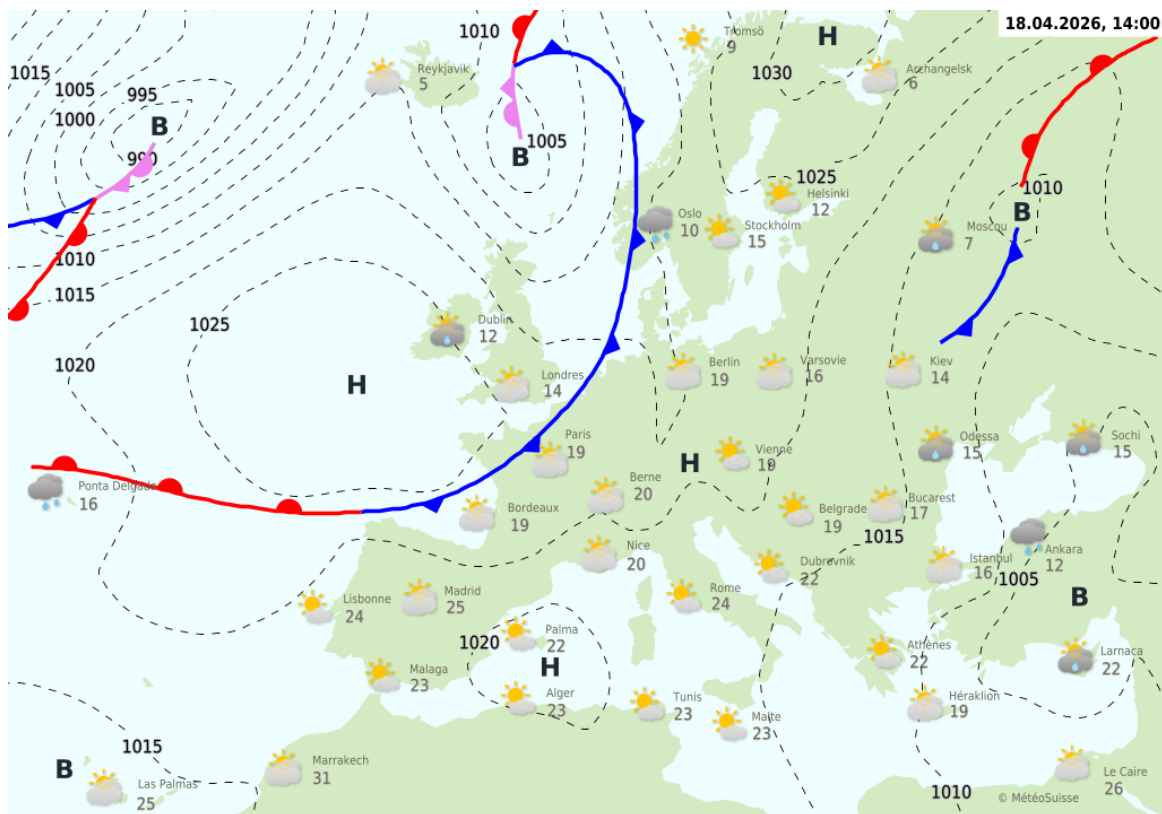 18.04.2026, 14:00
1010
H
Tromsö
9
1015
Reykjavik
5
1030
Archangelsk
6
1005
995
1000
B
990
1005
B
1025
Helsinki
12
1010
B
Oslo
10
Stockholm
15
Moscou
7
1010
1015
1025
Dublin
12
1020
H
Londres
14
Berlin
19
Varsovie
16
Kiev
14
Paris
19
Vienne
19
H
Odessa
15
Sochi
15
Ponta Delgada
16
Berne
20
Bordeaux
19
Belgrade
19
Bucarest
17
1015
Nice
20
Dubrovnik
22
Istanbul
16
Ankara
12
1005
B
Lisbonne
24
Madrid
25
Rome
24
1020
Palma
22
H
Athènes
22
Larnaca
22
Malaga
23
Alger
23
Tunis
23
Malte
23
Héraklion
19
1015
B
Marrakech
31
Las Palmas
25
Le Caire
26
1010
© MétéoSuisse